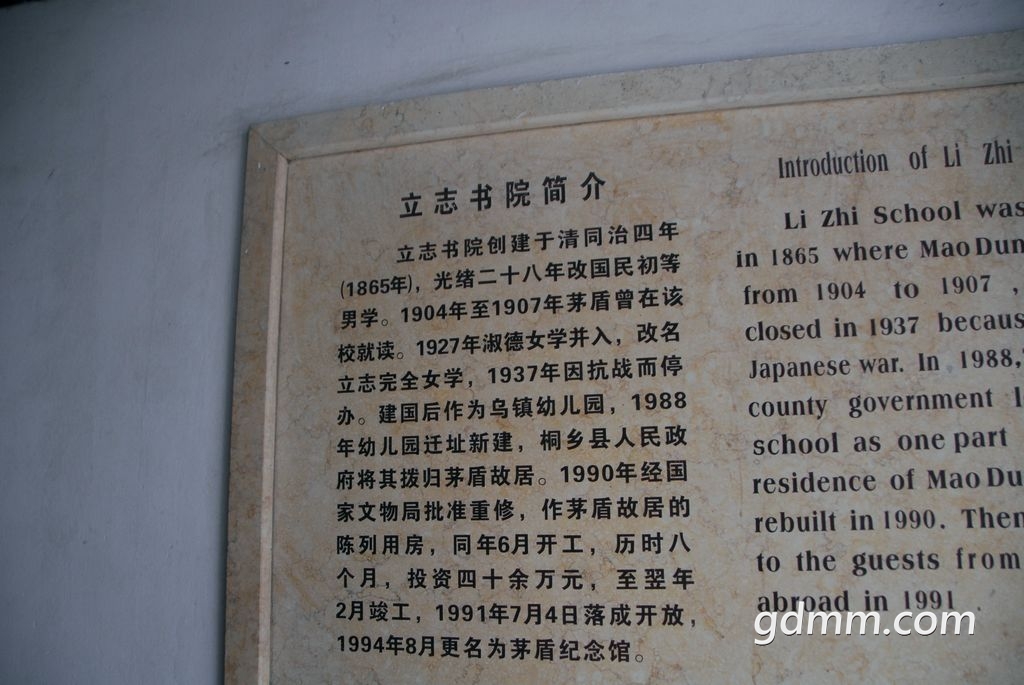 立志书院简介
立志书院创建于清同治四年
(1865年)，光绪二十八年改国民初等
男学。1904年至1907年茅盾曾在该
校就读。1927年淑德女学并入，改名
立志完全女学，1937年因抗战而停
办。建国后作为乌镇幼儿园，1988
年幼儿园迁址新建，桐乡县人民政
府将其拨归茅盾故居。1990年经国
家文物局批准重修，作茅盾故居的
陈列用房，同年6月开工，历时八
个月，投资四十余万元，至翌年
2月竣工，1991年7月4日落成开放，
1994年8月更名为茅盾纪念馆。
Introduction of Li Zhi
Li Zhi School was
in 1865 where Mao Dun
from 1904 to 1907 ,
closed in 1937 becaus
Japanese war. In 1988,
county government
school as one part
residence of Mao Du
rebuilt in 1990. Then
to the guests from
abroad in 1991 .
gdmm.com